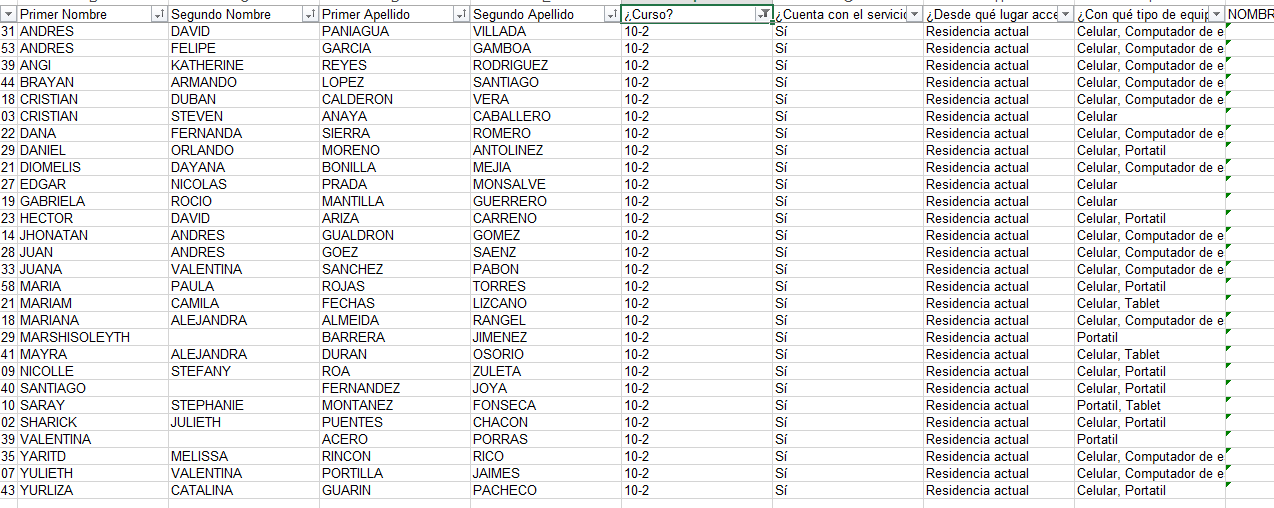 Primer Nombre Segundo Nombre Primer Apellido Segundo Apellido ¿Curso? ¿Cuenta con el servicio ¿Desde qué lugar acce ¿Con qué tipo de equip NOMBR
31 ANDRES DAVID PANIAGUA VILLADA 10-2 Sí Residencia actual Celular, Computador de e
53 ANDRES FELIPE GARCIA GAMBOA 10-2 Sí Residencia actual Celular, Computador de e
39 ANGI KATHERINE REYES RODRIGUEZ 10-2 Sí Residencia actual Celular, Computador de e
44 BRAYAN ARMANDO LOPEZ SANTIAGO 10-2 Sí Residencia actual Celular, Computador de e
18 CRISTIAN DUBAN CALDERON VERA 10-2 Sí Residencia actual Celular, Computador de e
03 CRISTIAN STEVEN ANAYA CABALLERO 10-2 Sí Residencia actual Celular
22 DANA FERNANDA SIERRA ROMERO 10-2 Sí Residencia actual Celular, Computador de e
29 DANIEL ORLANDO MORENO ANTOLINEZ 10-2 Sí Residencia actual Celular, Portatil
21 DIOMELIS DAYANA BONILLA MEJIA 10-2 Sí Residencia actual Celular, Computador de e
27 EDGAR NICOLAS PRADA MONSALVE 10-2 Sí Residencia actual Celular
19 GABRIELA ROCIO MANTILLA GUERRERO 10-2 Sí Residencia actual Celular
23 HECTOR DAVID ARIZA CARRENO 10-2 Sí Residencia actual Celular, Portatil
14 JHONATAN ANDRES GUALDRON GOMEZ 10-2 Sí Residencia actual Celular, Computador de e
28 JUAN ANDRES GOEZ SAENZ 10-2 Sí Residencia actual Celular, Computador de e
33 JUANA VALENTINA SANCHEZ PABON 10-2 Sí Residencia actual Celular, Computador de e
58 MARIA PAULA ROJAS TORRES 10-2 Sí Residencia actual Celular, Portatil
21 MARIAM CAMILA FECHAS LIZCANO 10-2 Sí Residencia actual Celular, Tablet
18 MARIANA ALEJANDRA ALMEIDA RANGEL 10-2 Sí Residencia actual Celular, Computador de e
29 MARSHISOLEYTH BARRERA JIMENEZ 10-2 Sí Residencia actual Portatil
41 MAYRA ALEJANDRA DURAN OSORIO 10-2 Sí Residencia actual Celular, Tablet
09 NICOLLE STEFANY ROA ZULETA 10-2 Sí Residencia actual Celular, Portatil
40 SANTIAGO FERNANDEZ JOYA 10-2 Sí Residencia actual Celular, Portatil
10 SARAY STEPHANIE MONTANEZ FONSECA 10-2 Sí Residencia actual Portatil, Tablet
02 SHARICK JULIETH PUENTES CHACON 10-2 Sí Residencia actual Celular, Portatil
39 VALENTINA ACERO PORRAS 10-2 Sí Residencia actual Portatil
35 YARITD MELISSA RINCON RICO 10-2 Sí Residencia actual Celular, Computador de e
07 YULIETH VALENTINA PORTILLA JAIMES 10-2 Sí Residencia actual Celular, Computador de e
43 YURLIZA CATALINA GUARIN PACHECO 10-2 Sí Residencia actual Celular, Portatil